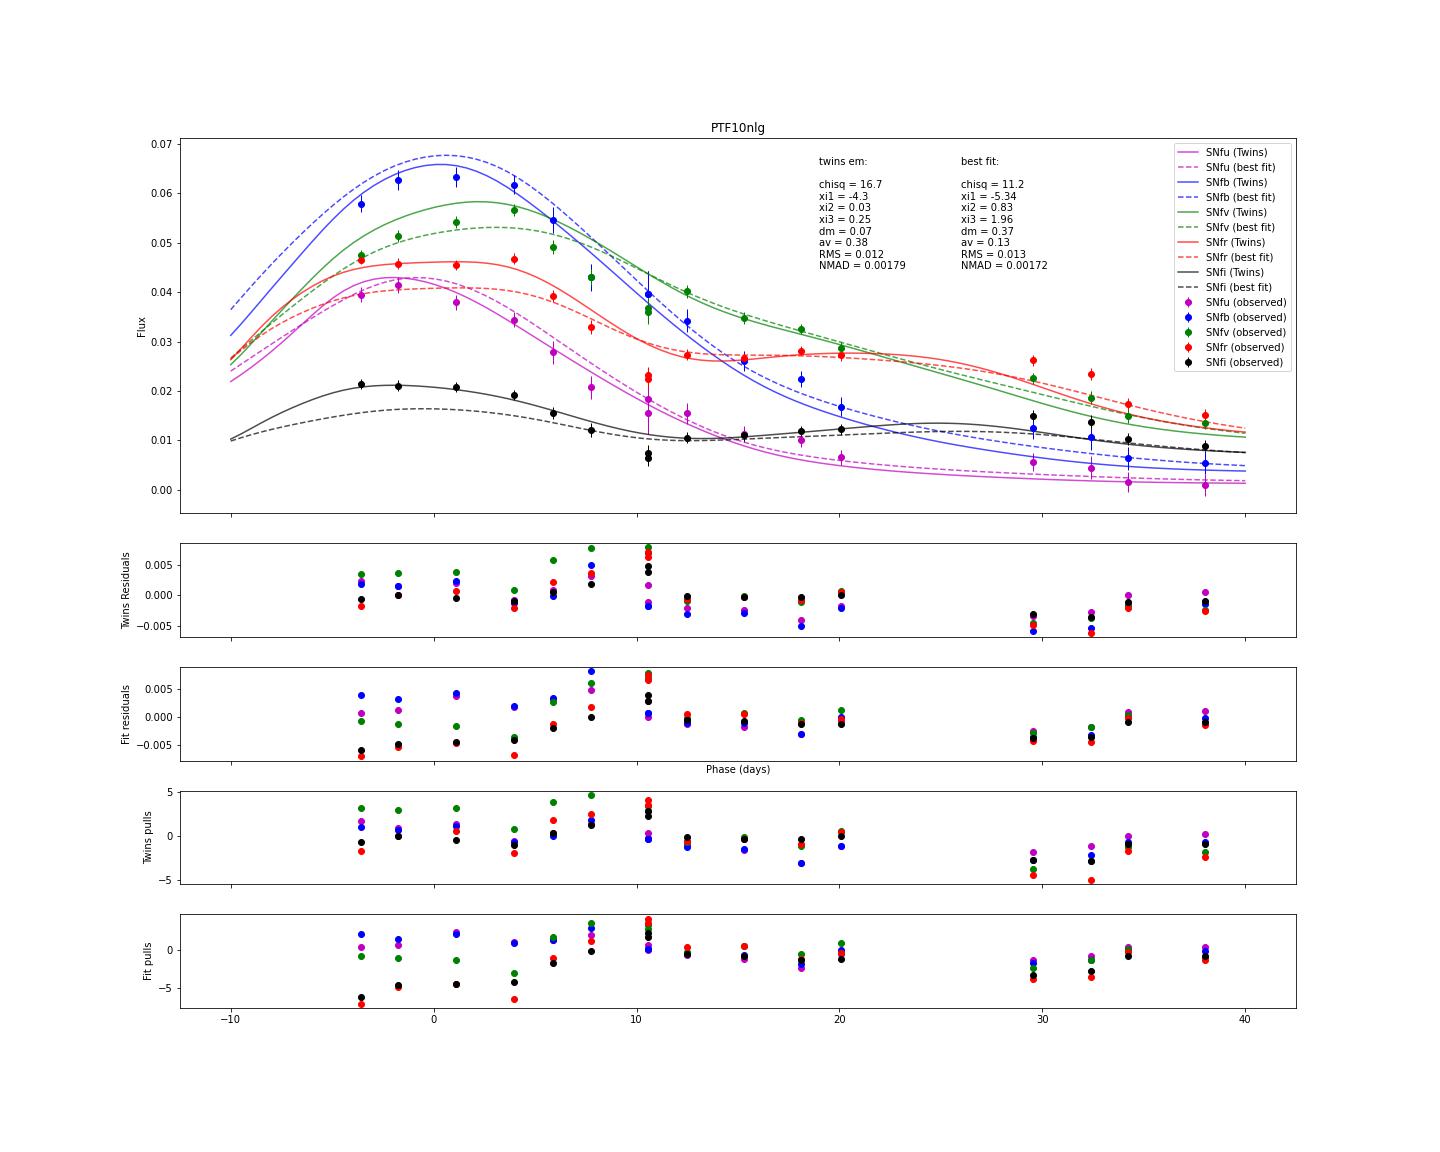 PTF10nlg
0.07
0.06
0.05
0.04
0.03
0.02
0.01
0.00
Flux
twins em:
chisq = 16.7
xi1 = -4.3
xi2 = 0.03
xi3 = 0.25
dm = 0.07
av = 0.38
RMS = 0.012
NMAD = 0.00179
best fit:
chisq = 11.2
xi1 = -5.34
xi2 = 0.83
xi3 = 1.96
dm = 0.37
av = 0.13
RMS = 0.013
NMAD = 0.00172
SNfu (Twins)
SNfu (best fit)
SNfb (Twins)
SNfb (best fit)
SNfv (Twins)
SNfv (best fit)
SNfr (Twins)
SNfr (best fit)
SNfi (Twins)
SNfi (best fit)
SNfu (observed)
SNfb (observed)
SNfv (observed)
SNfr (observed)
SNfi (observed)
0.005
0.000
−0.005
Twins Residuals
0.005
0.000
−0.005
Fit residuals
Phase (days)
5
0
−5
Twins pulls
0
−5
Fit pulls
−10
0
10
20
30
40